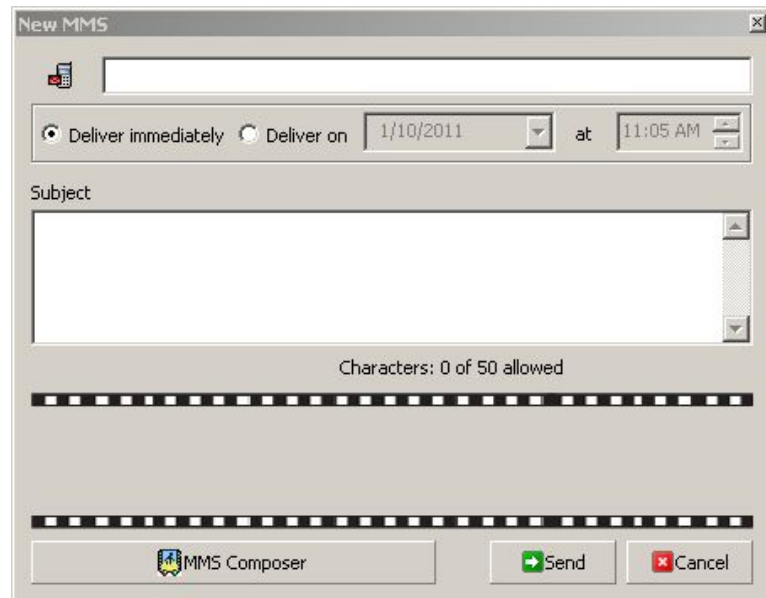 New MMS
Deliver immediately Deliver on 1/10/2011 at 11:05 AM
Subject
Characters: 0 of 50 allowed
MMS Composer Send Cancel